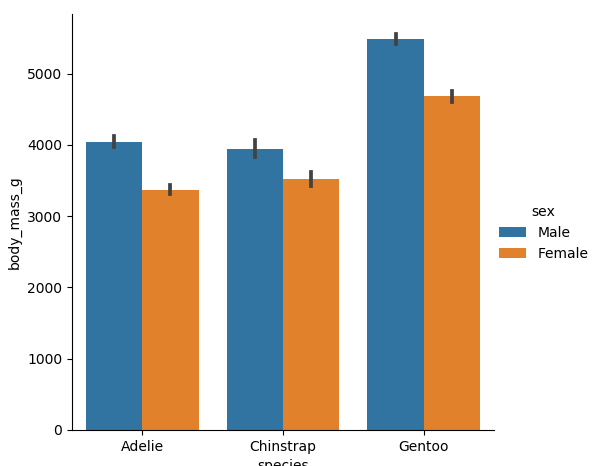 body_mass_g
5000
4000
3000
2000
1000
0
Adelie
Chinstrap
Gentoo
species
sex
Male
Female